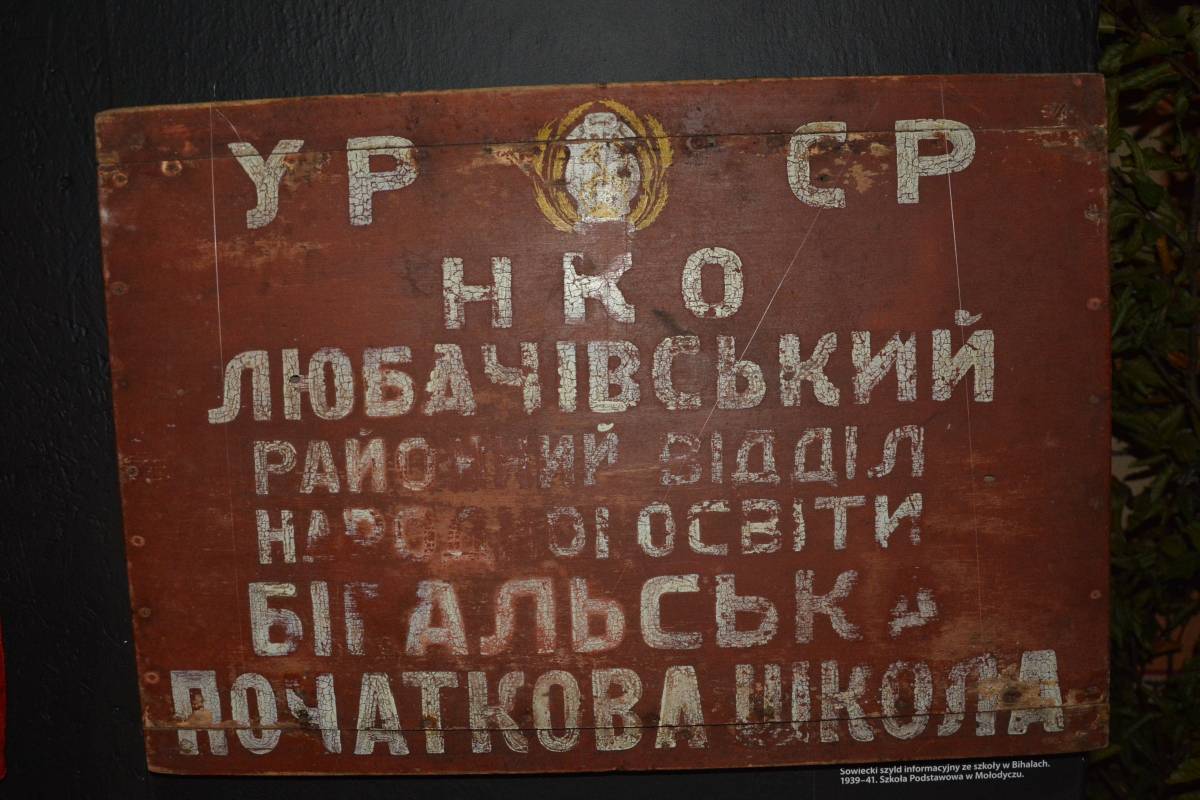 УР СР
НКО
ЛЮБАЧІВСЬКИЙ
РАЙОННИЙ ВІДДІЛ
НАРОДНОІ ОСВІТИ
БІГАЛЬСЬКА
ПОЧАТКОВА ШКОЛА
Sowiecki szyld informacyjny ze szkoły w Bihalach.
1939–41. Szkoła Podstawowa w Mołodyczu.